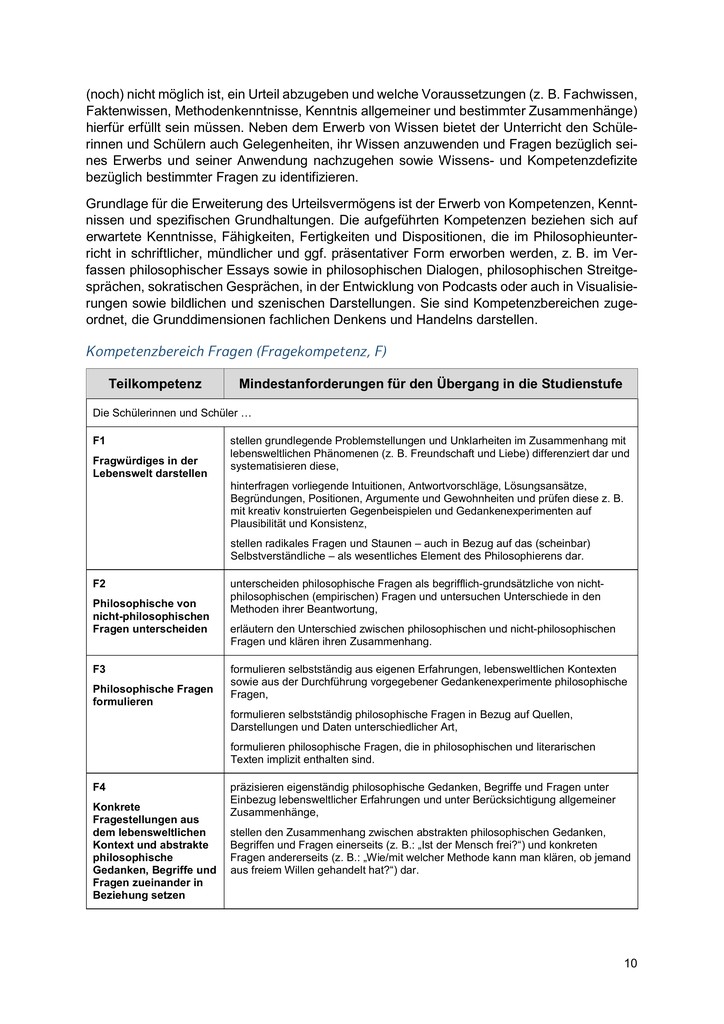 (noch) nicht möglich ist, ein Urteil abzugeben und welche Voraussetzungen (z. B. Fachwissen,
Faktenwissen, Methodenkenntnisse, Kenntnis allgemeiner und bestimmter Zusammenhänge)
hierfür erfüllt sein müssen. Neben dem Erwerb von Wissen bietet der Unterricht den Schüle-
rinnen und Schülern auch Gelegenheiten, ihr Wissen anzuwenden und Fragen bezüglich sei-
nes Erwerbs und seiner Anwendung nachzugehen sowie Wissens- und Kompetenzdefizite
bezüglich bestimmter Fragen zu identifizieren.
Grundlage für die Erweiterung des Urteilsvermögens ist der Erwerb von Kompetenzen, Kennt-
nissen und spezifischen Grundhaltungen. Die aufgeführten Kompetenzen beziehen sich auf
erwartete Kenntnisse, Fähigkeiten, Fertigkeiten und Dispositionen, die im Philosophieunter-
richt in schriftlicher, mündlicher und ggf. präsentativer Form erworben werden, z. B. im Ver-
fassen philosophischer Essays sowie in philosophischen Dialogen, philosophischen Streitge-
sprächen, sokratischen Gesprächen, in der Entwicklung von Podcasts oder auch in Visualisie-
rungen sowie bildlichen und szenischen Darstellungen. Sie sind Kompetenzbereichen zuge-
ordnet, die Grunddimensionen fachlichen Denkens und Handelns darstellen.
Kompetenzbereich Fragen (Fragekompetenz, F)
Teilkompetenz Mindestanforderungen für den Übergang in die Studienstufe
Die Schülerinnen und Schüler …
F1
Fragwürdiges in der
Lebenswelt darstellen
stellen grundlegende Problemstellungen und Unklarheiten im Zusammenhang mit
lebensweltlichen Phänomenen (z. B. Freundschaft und Liebe) differenziert dar und
systematisieren diese,
hinterfragen vorliegende Intuitionen, Antwortvorschläge, Lösungsansätze,
Begründungen, Positionen, Argumente und Gewohnheiten und prüfen diese z. B.
mit kreativ konstruierten Gegenbeispielen und Gedankenexperimenten auf
Plausibilität und Konsistenz,
stellen radikales Fragen und Staunen – auch in Bezug auf das (scheinbar)
Selbstverständliche – als wesentliches Element des Philosophierens dar.
F2
Philosophische von
nicht-philosophischen
Fragen unterscheiden
unterscheiden philosophische Fragen als begrifflich-grundsätzliche von nicht-
philosophischen (empirischen) Fragen und untersuchen Unterschiede in den
Methoden ihrer Beantwortung,
erläutern den Unterschied zwischen philosophischen und nicht-philosophischen
Fragen und klären ihren Zusammenhang.
F3
Philosophische Fragen
formulieren
formulieren selbstständig aus eigenen Erfahrungen, lebensweltlichen Kontexten
sowie aus der Durchführung vorgegebener Gedankenexperimente philosophische
Fragen,
formulieren selbstständig philosophische Fragen in Bezug auf Quellen,
Darstellungen und Daten unterschiedlicher Art,
formulieren philosophische Fragen, die in philosophischen und literarischen
Texten implizit enthalten sind.
F4
Konkrete
Fragestellungen aus
dem lebensweltlichen
Kontext und abstrakte
philosophische
Gedanken, Begriffe und
Fragen zueinander in
Beziehung setzen
präzisieren eigenständig philosophische Gedanken, Begriffe und Fragen unter
Einbezug lebensweltlicher Erfahrungen und unter Berücksichtigung allgemeiner
Zusammenhänge,
stellen den Zusammenhang zwischen abstrakten philosophischen Gedanken,
Begriffen und Fragen einerseits (z. B.: „Ist der Mensch frei?“) und konkreten
Fragen andererseits (z. B.: „Wie/mit welcher Methode kann man klären, ob jemand
aus freiem Willen gehandelt hat?“) dar.
10